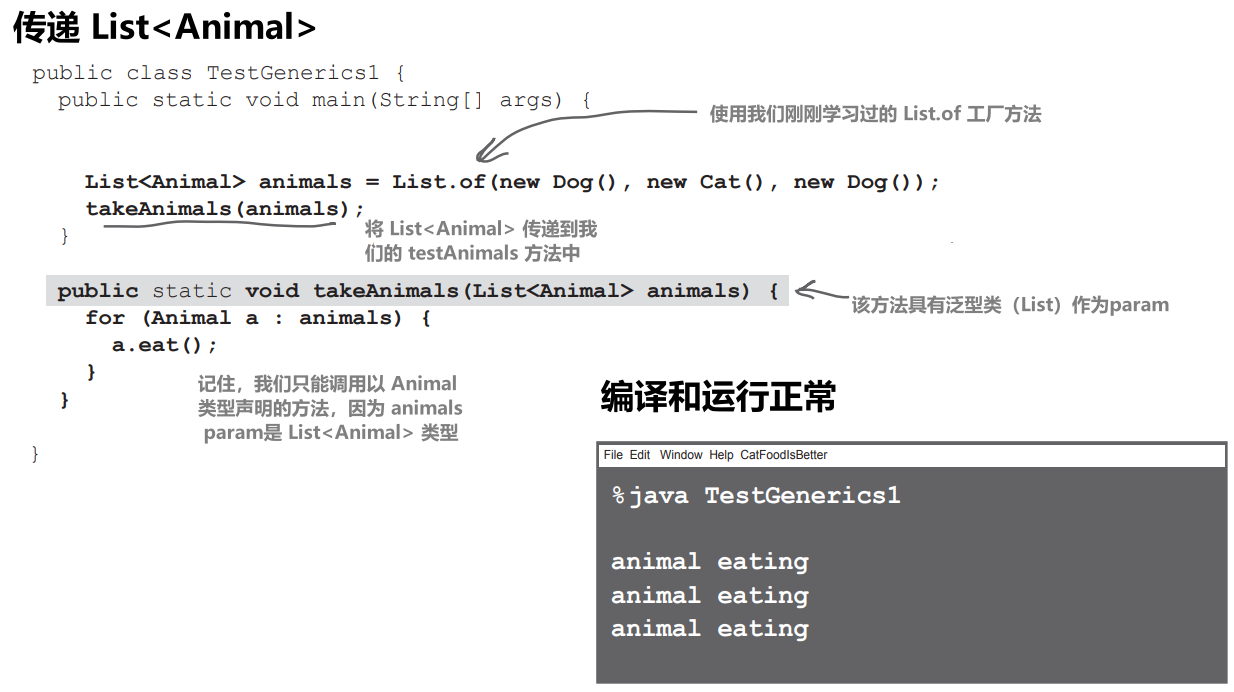 传递 List<Animal>
public class TestGenerics1 {
public static void main(String[] args) {
使用我们刚刚学习过的 List.of 工厂方法
List<Animal> animals = List.of(new Dog(), new Cat(), new Dog());
takeAnimals(animals);
}
将 List<Animal> 传递到我
们的 testAnimals 方法中
public static void takeAnimals(List<Animal> animals) {
该方法具有泛型类（List）作为param
for (Animal a : animals) {
a.eat();
}
}
记住，我们只能调用以 Animal
类型声明的方法，因为 animals
param是 List<Animal> 类型
}
编译和运行正常
File Edit Window Help CatFoodIsBetter
%java TestGenerics1
animal eating
animal eating
animal eating